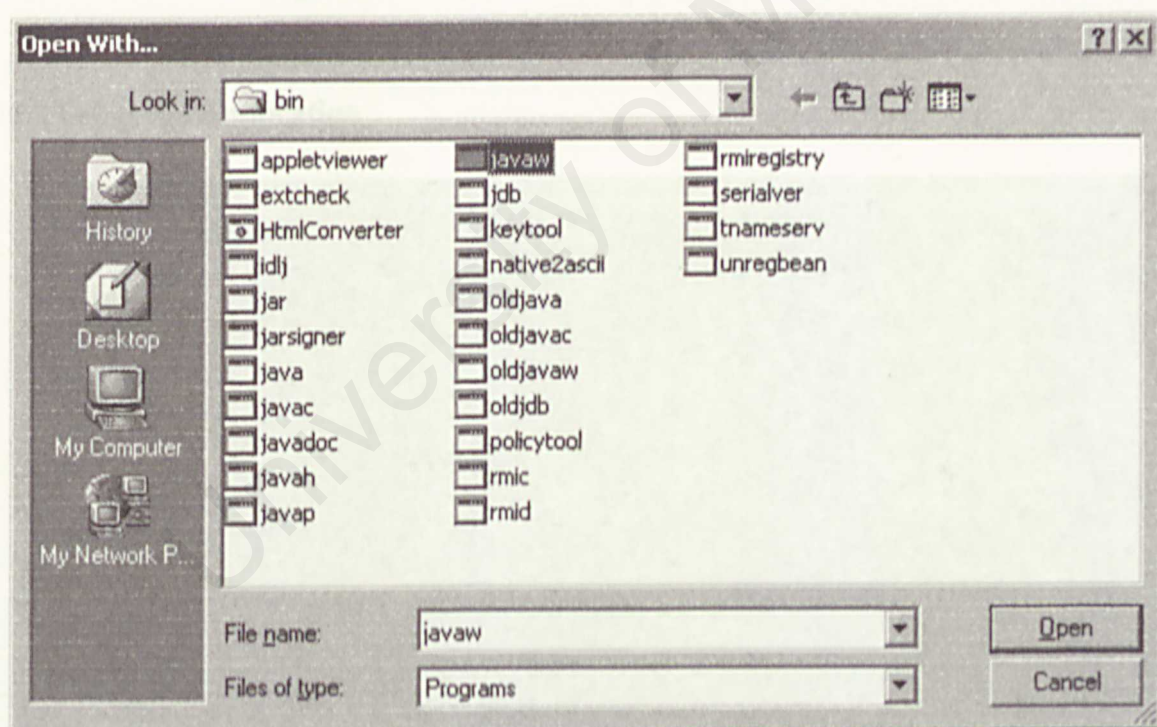 Open With...
Look in: bin
History
Desktop
My Computer
My Network P...
appletviewer
extcheck
HtmlConverter
idlj
jar
jarsigner
java
javac
javadoc
javah
javap
javaw
jdb
keytool
native2ascii
oldjava
oldjavac
oldjavaw
oldjdb
policytool
rmic
rmid
rmiregistry
serialver
tnameserv
unregbean
File name: javaw
Open
Files of type: Programs
Cancel
University of M